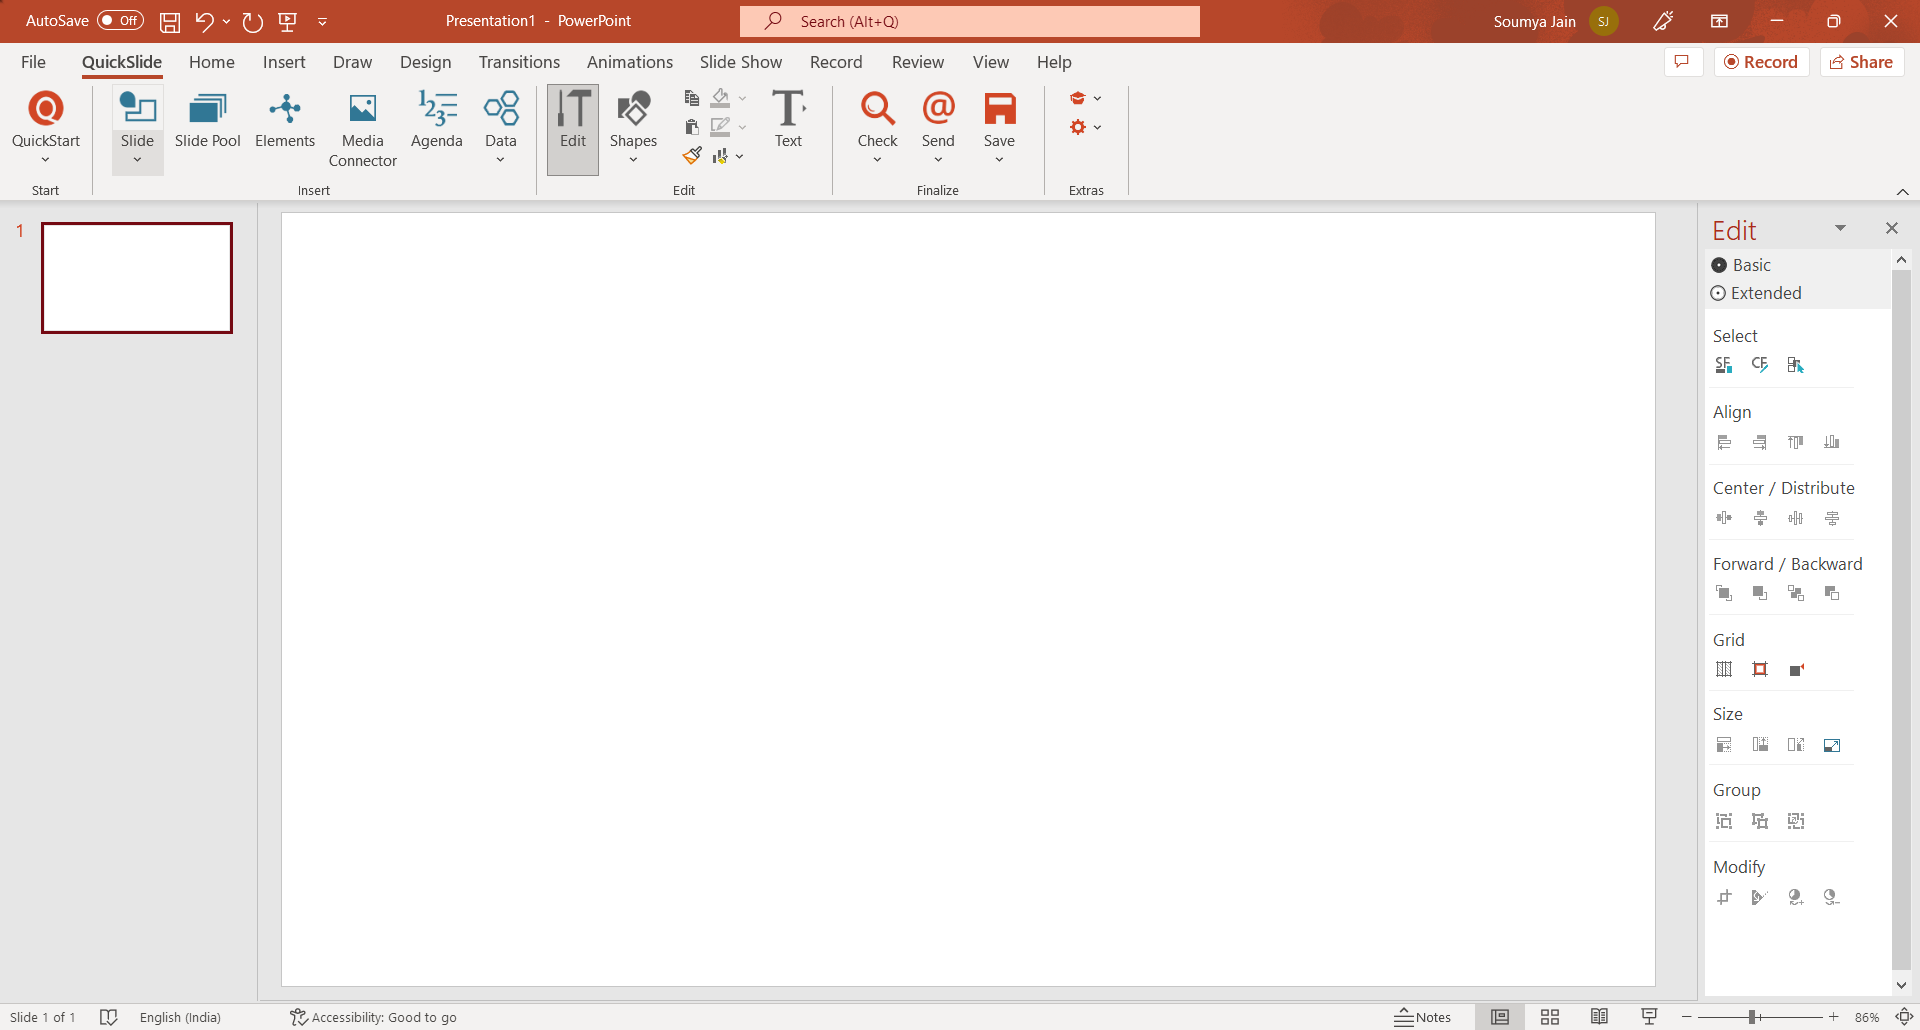 AutoSave Off
Presentation1 - PowerPoint
Search (Alt+Q)
Soumya Jain SJ
File QuickSlide Home Insert Draw Design Transitions Animations Slide Show Record Review View Help
Record Share
QuickStart
Slide
Slide Pool
Elements
Media
Connector
Agenda
Data
Edit
Shapes
Text
Check
Send
Save
Start
Insert
Edit
Finalize
Extras
1
Edit
Basic
Extended
Select
SF CF
Align
Center / Distribute
Forward / Backward
Grid
Size
Group
Modify
Slide 1 of 1
English (India)
Accessibility: Good to go
Notes
86%